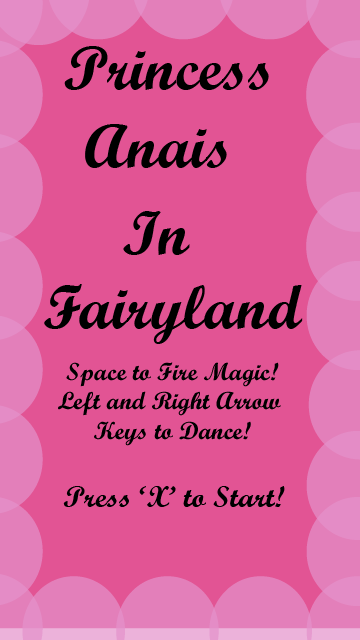 Princess
Anais
In
Fairyland
Space to Fire Magic!
Left and Right Arrow
Keys to Dance!
Press ‘X’ to Start!